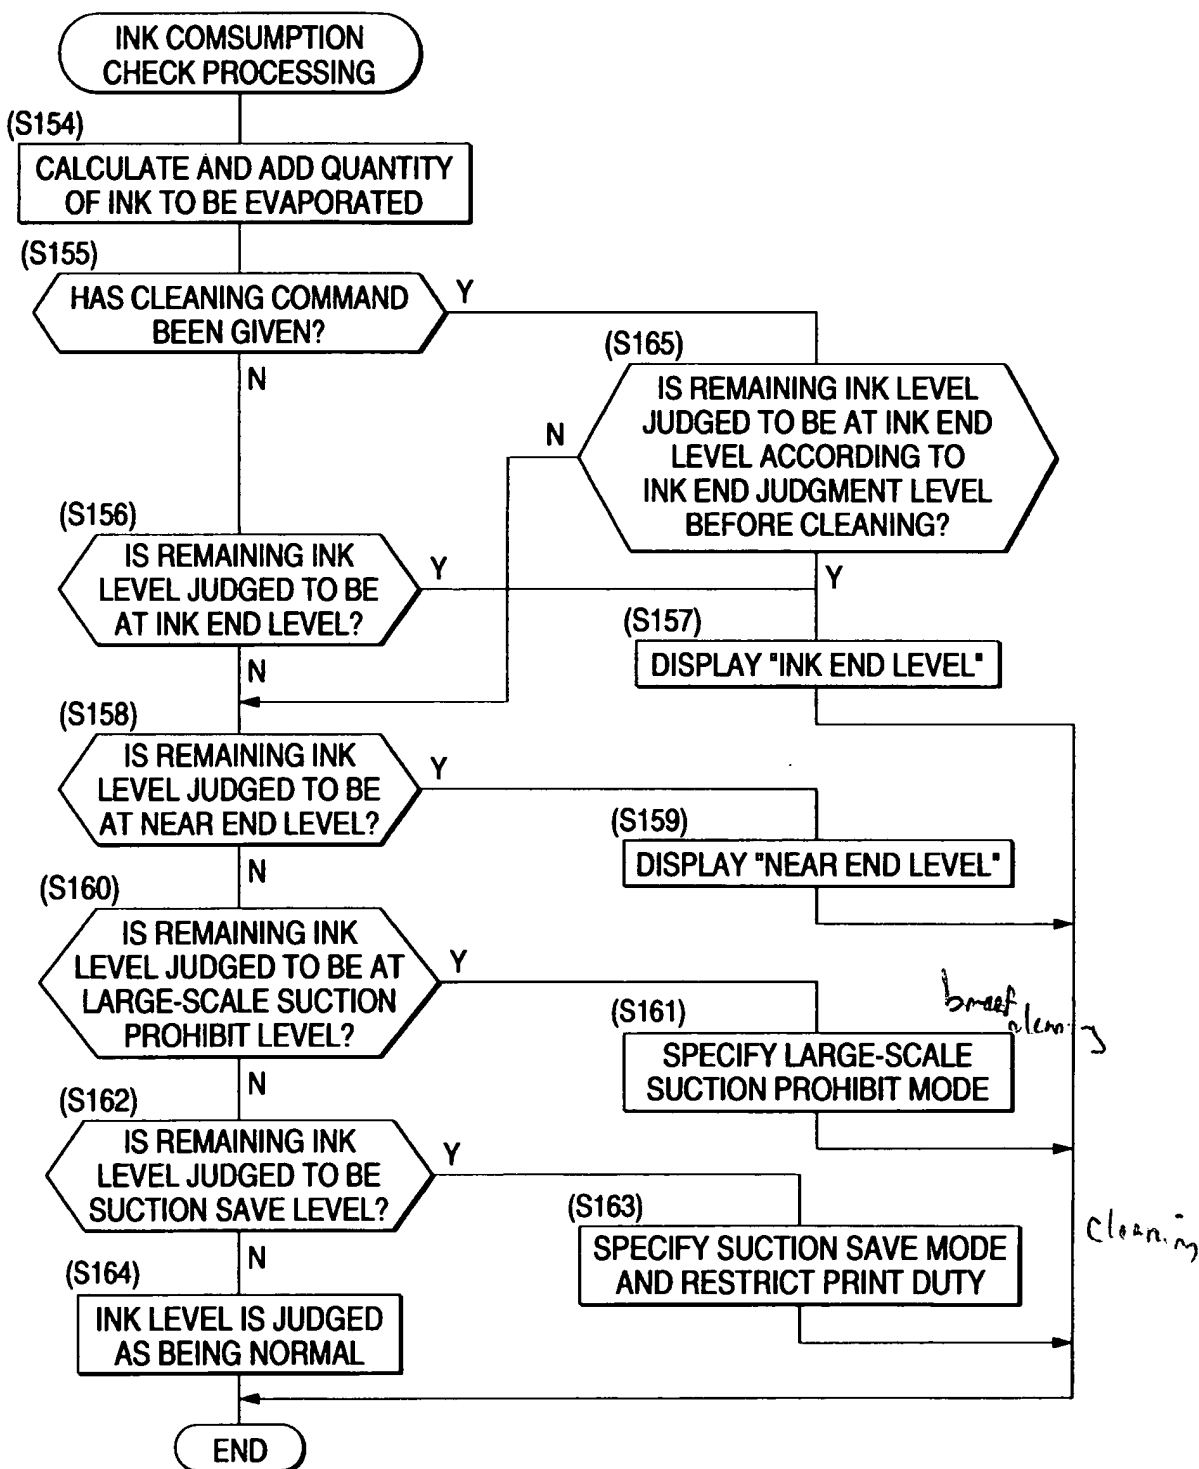 INK COMSUMPTION
CHECK PROCESSING
(S154)
CALCULATE AND ADD QUANTITY
OF INK TO BE EVAPORATED
(S155)
HAS CLEANING COMMAND
BEEN GIVEN?
Y
N
(S165)
IS REMAINING INK LEVEL
JUDGED TO BE AT INK END
LEVEL ACCORDING TO
INK END JUDGMENT LEVEL
BEFORE CLEANING?
N
Y
(S156)
IS REMAINING INK
LEVEL JUDGED TO BE
AT INK END LEVEL?
Y
N
(S157)
DISPLAY "INK END LEVEL"
(S158)
IS REMAINING INK
LEVEL JUDGED TO BE
AT NEAR END LEVEL?
Y
N
(S159)
DISPLAY "NEAR END LEVEL"
(S160)
IS REMAINING INK
LEVEL JUDGED TO BE AT
LARGE-SCALE SUCTION
PROHIBIT LEVEL?
Y
N
(S161)
SPECIFY LARGE-SCALE
SUCTION PROHIBIT MODE
(S162)
IS REMAINING INK
LEVEL JUDGED TO BE
SUCTION SAVE LEVEL?
Y
N
(S163)
SPECIFY SUCTION SAVE MODE
AND RESTRICT PRINT DUTY
cleaning
(S164)
INK LEVEL IS JUDGED
AS BEING NORMAL
END